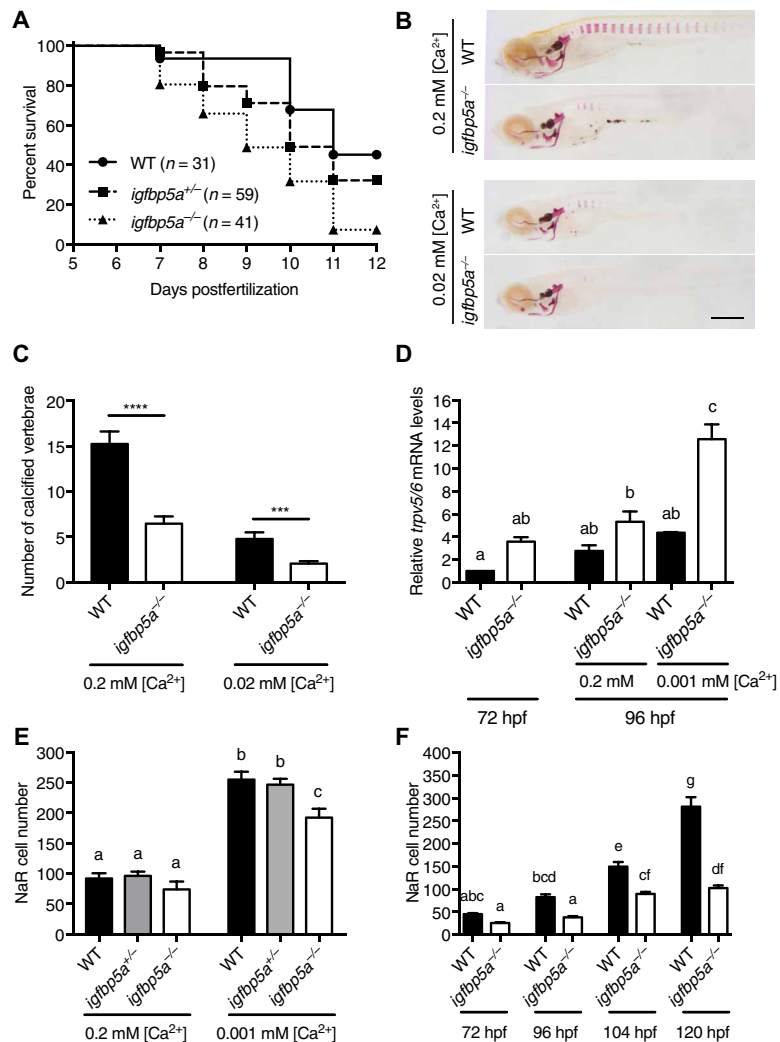 A
Percent survival
100
80
60
40
20
0
WT (n = 31)
igfbp5a+/– (n = 59)
igfbp5a–/– (n = 41)
5 6 7 8 9 10 11 12
Days postfertilization
B
0.2 mM [Ca2+]
WT
igfbp5a–/–
0.02 mM [Ca2+]
WT
igfbp5a–/–
C
Number of calcified vertebrae
20
15
10
5
0
****
***
WT
igfbp5a–/–
WT
igfbp5a–/–
0.2 mM [Ca2+]
0.02 mM [Ca2+]
D
Relative trpv5/6 mRNA levels
16
14
12
10
8
6
4
2
0
a
ab
ab
b
ab
c
WT
igfbp5a–/–
WT
igfbp5a–/–
WT
igfbp5a–/–
0.2 mM
0.001 mM [Ca2+]
72 hpf
96 hpf
E
NaR cell number
300
250
200
150
100
50
0
a
a
a
b
b
c
WT
igfbp5a+/–
igfbp5a–/–
WT
igfbp5a+/–
igfbp5a–/–
0.2 mM [Ca2+]
0.001 mM [Ca2+]
F
NaR cell number
400
350
300
250
200
150
100
50
0
abc
a
bcd
a
e
cf
g
df
WT
igfbp5a–/–
WT
igfbp5a–/–
WT
igfbp5a–/–
WT
igfbp5a–/–
72 hpf
96 hpf
104 hpf
120 hpf